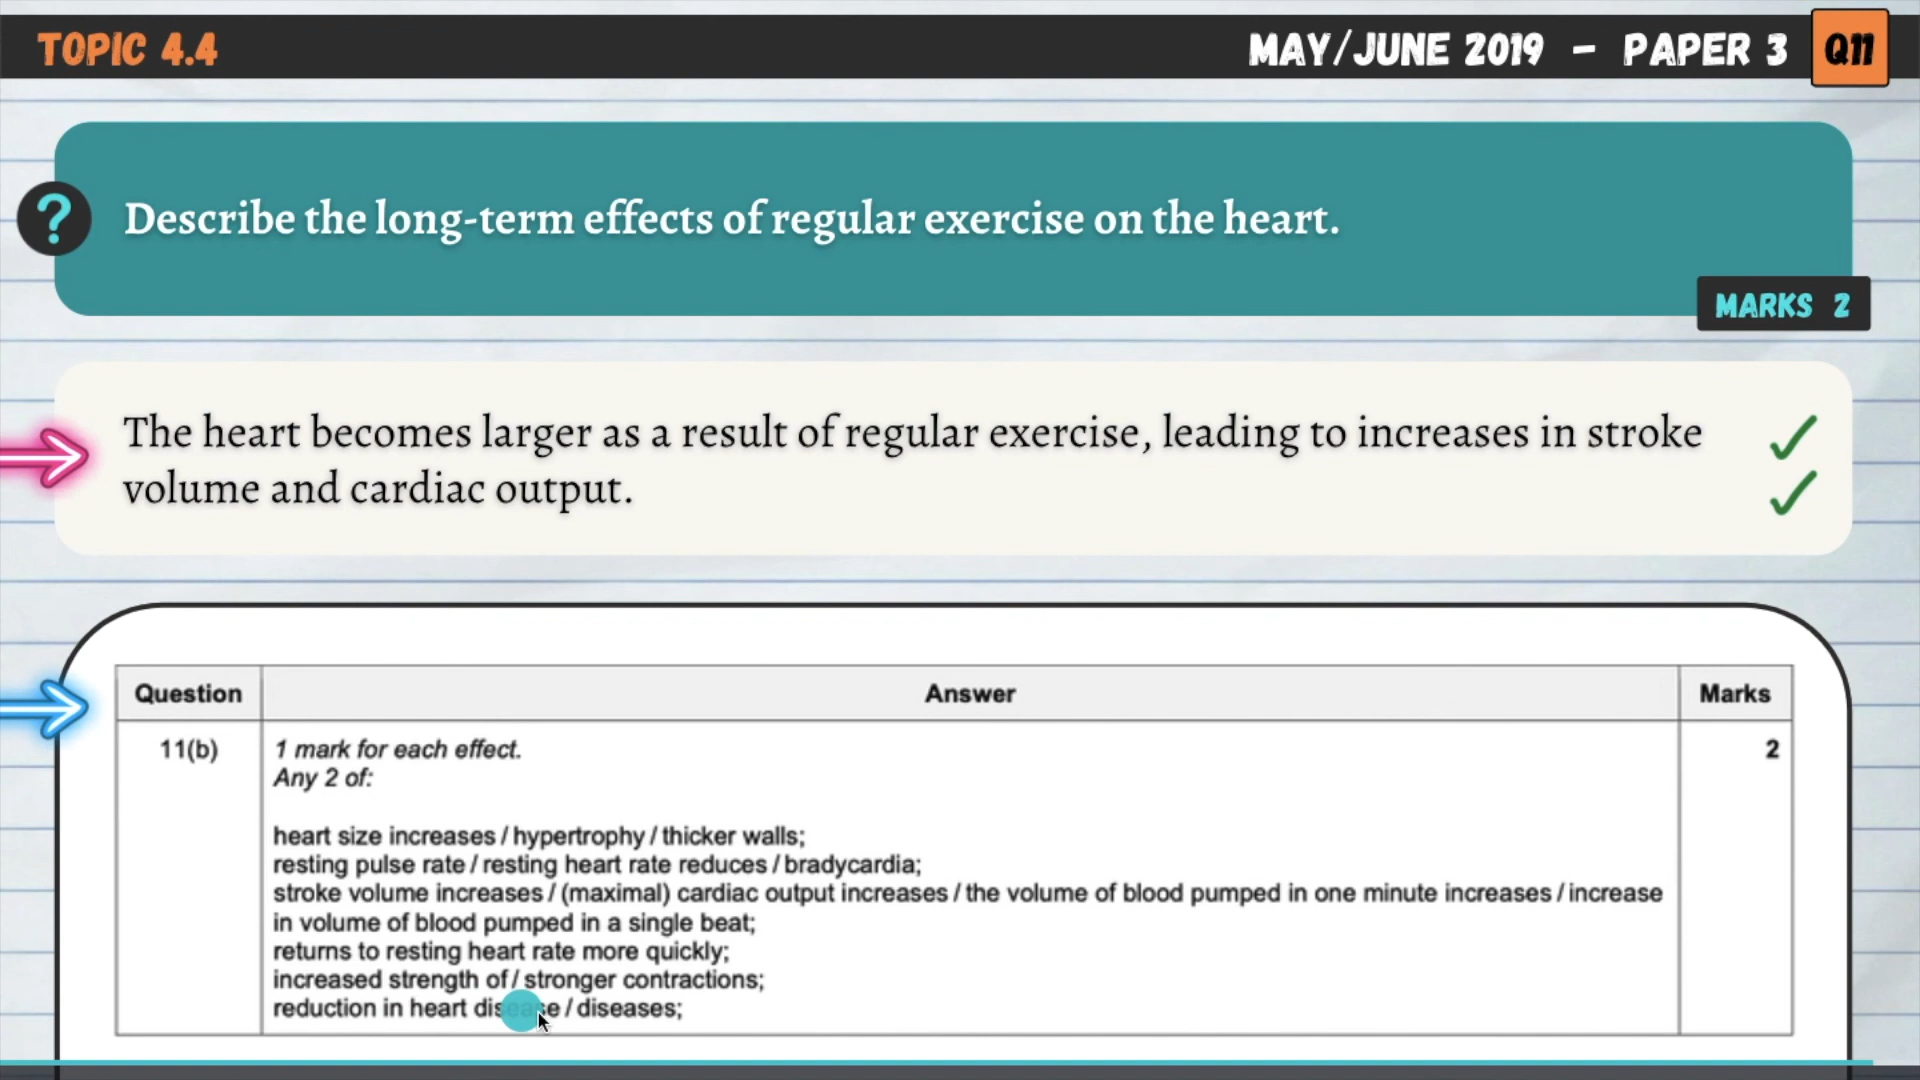 TOPIC 4.4
MAY/JUNE 2019 – PAPER 3
Q11
?
Describe the long-term effects of regular exercise on the heart.
MARKS 2
The heart becomes larger as a result of regular exercise, leading to increases in stroke
volume and cardiac output.
Question Answer Marks
11(b) 1 mark for each effect. 2
Any 2 of:
heart size increases / hypertrophy / thicker walls;
resting pulse rate / resting heart rate reduces / bradycardia;
stroke volume increases / (maximal) cardiac output increases / the volume of blood pumped in one minute increases / increase
in volume of blood pumped in a single beat;
returns to resting heart rate more quickly;
increased strength of / stronger contractions;
reduction in heart disease / diseases;